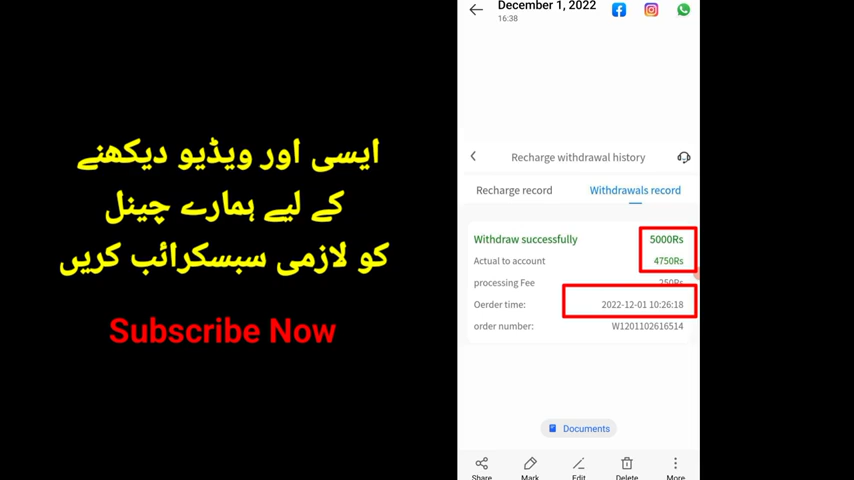 ایسی اور ویڈیو دیکھنے
کے لیے ہمارے چینل
کو لازمی سبسکرائب کریں
Subscribe Now
December 1, 2022
16:38
Recharge withdrawal history
Recharge record Withdrawals record
Withdraw successfully 5000Rs
Actual to account 4750Rs
processing Fee 250Rs
Oerder time: 2022-12-01 10:26:18
order number: W1201102616514
Documents
Share Mark Edit Delete More